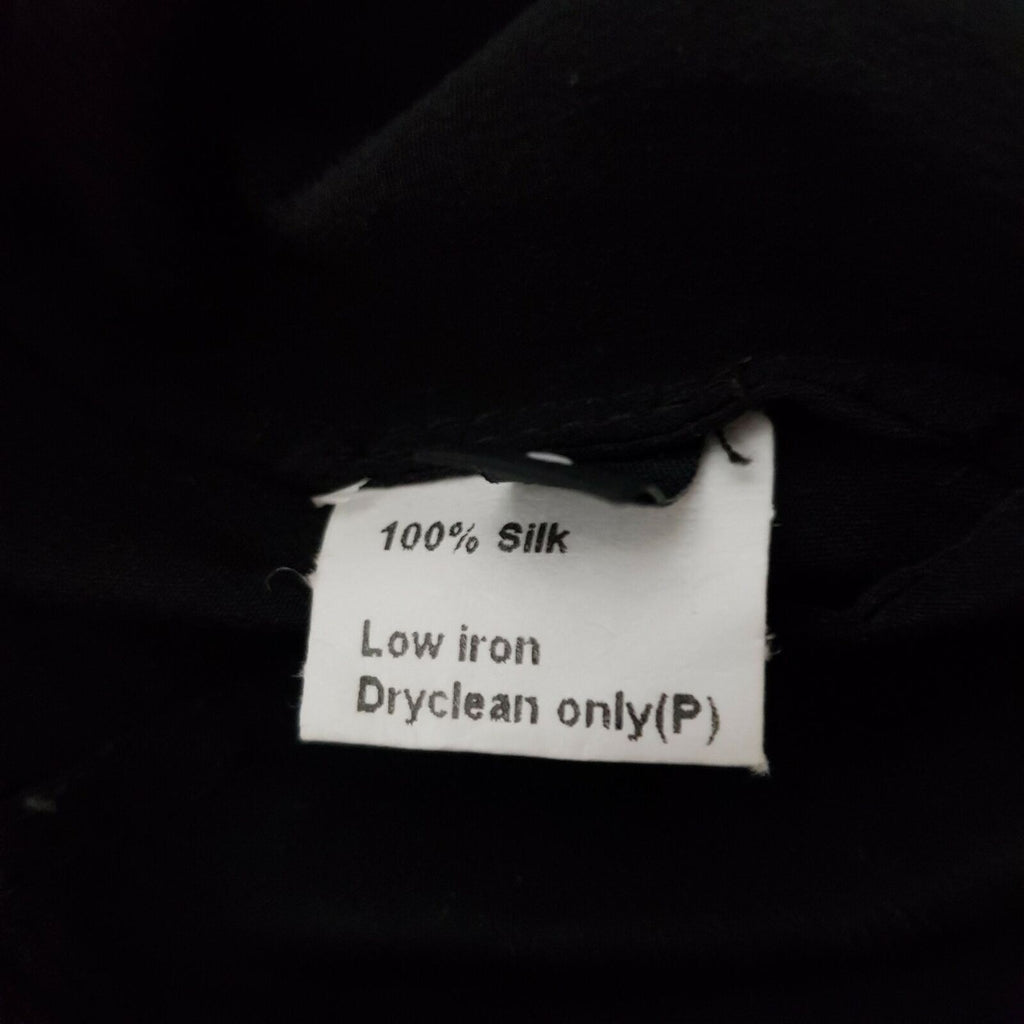 100% Silk
Low iron
Dryclean only(P)